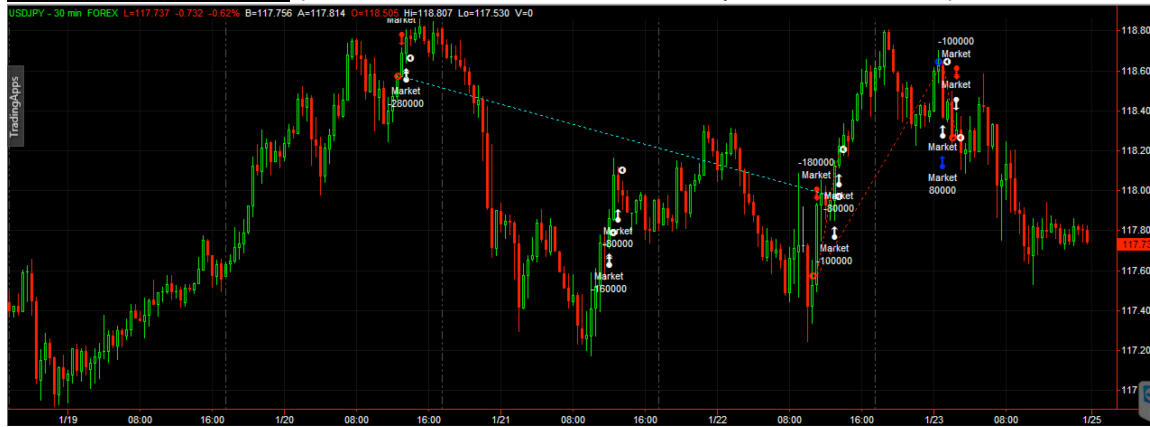 USDJPY - 30 min FOREX L=117.737 -0.732 -0.62% B=117.756 A=117.814 O=118.505 Hi=118.807 Lo=117.530 V=0
TradingApps
Market
Market
-280000
Market
-80000
Market
-160000
-180000
Market
-80000
Market
-100000
-100000
Market
Market
Market
Market
80000
118.80
118.60
118.40
118.20
118.00
117.80
117.73
117.60
117.40
117.20
1/19
08:00
16:00
1/20
08:00
16:00
1/21
08:00
16:00
1/22
08:00
16:00
1/23
08:00
1/25